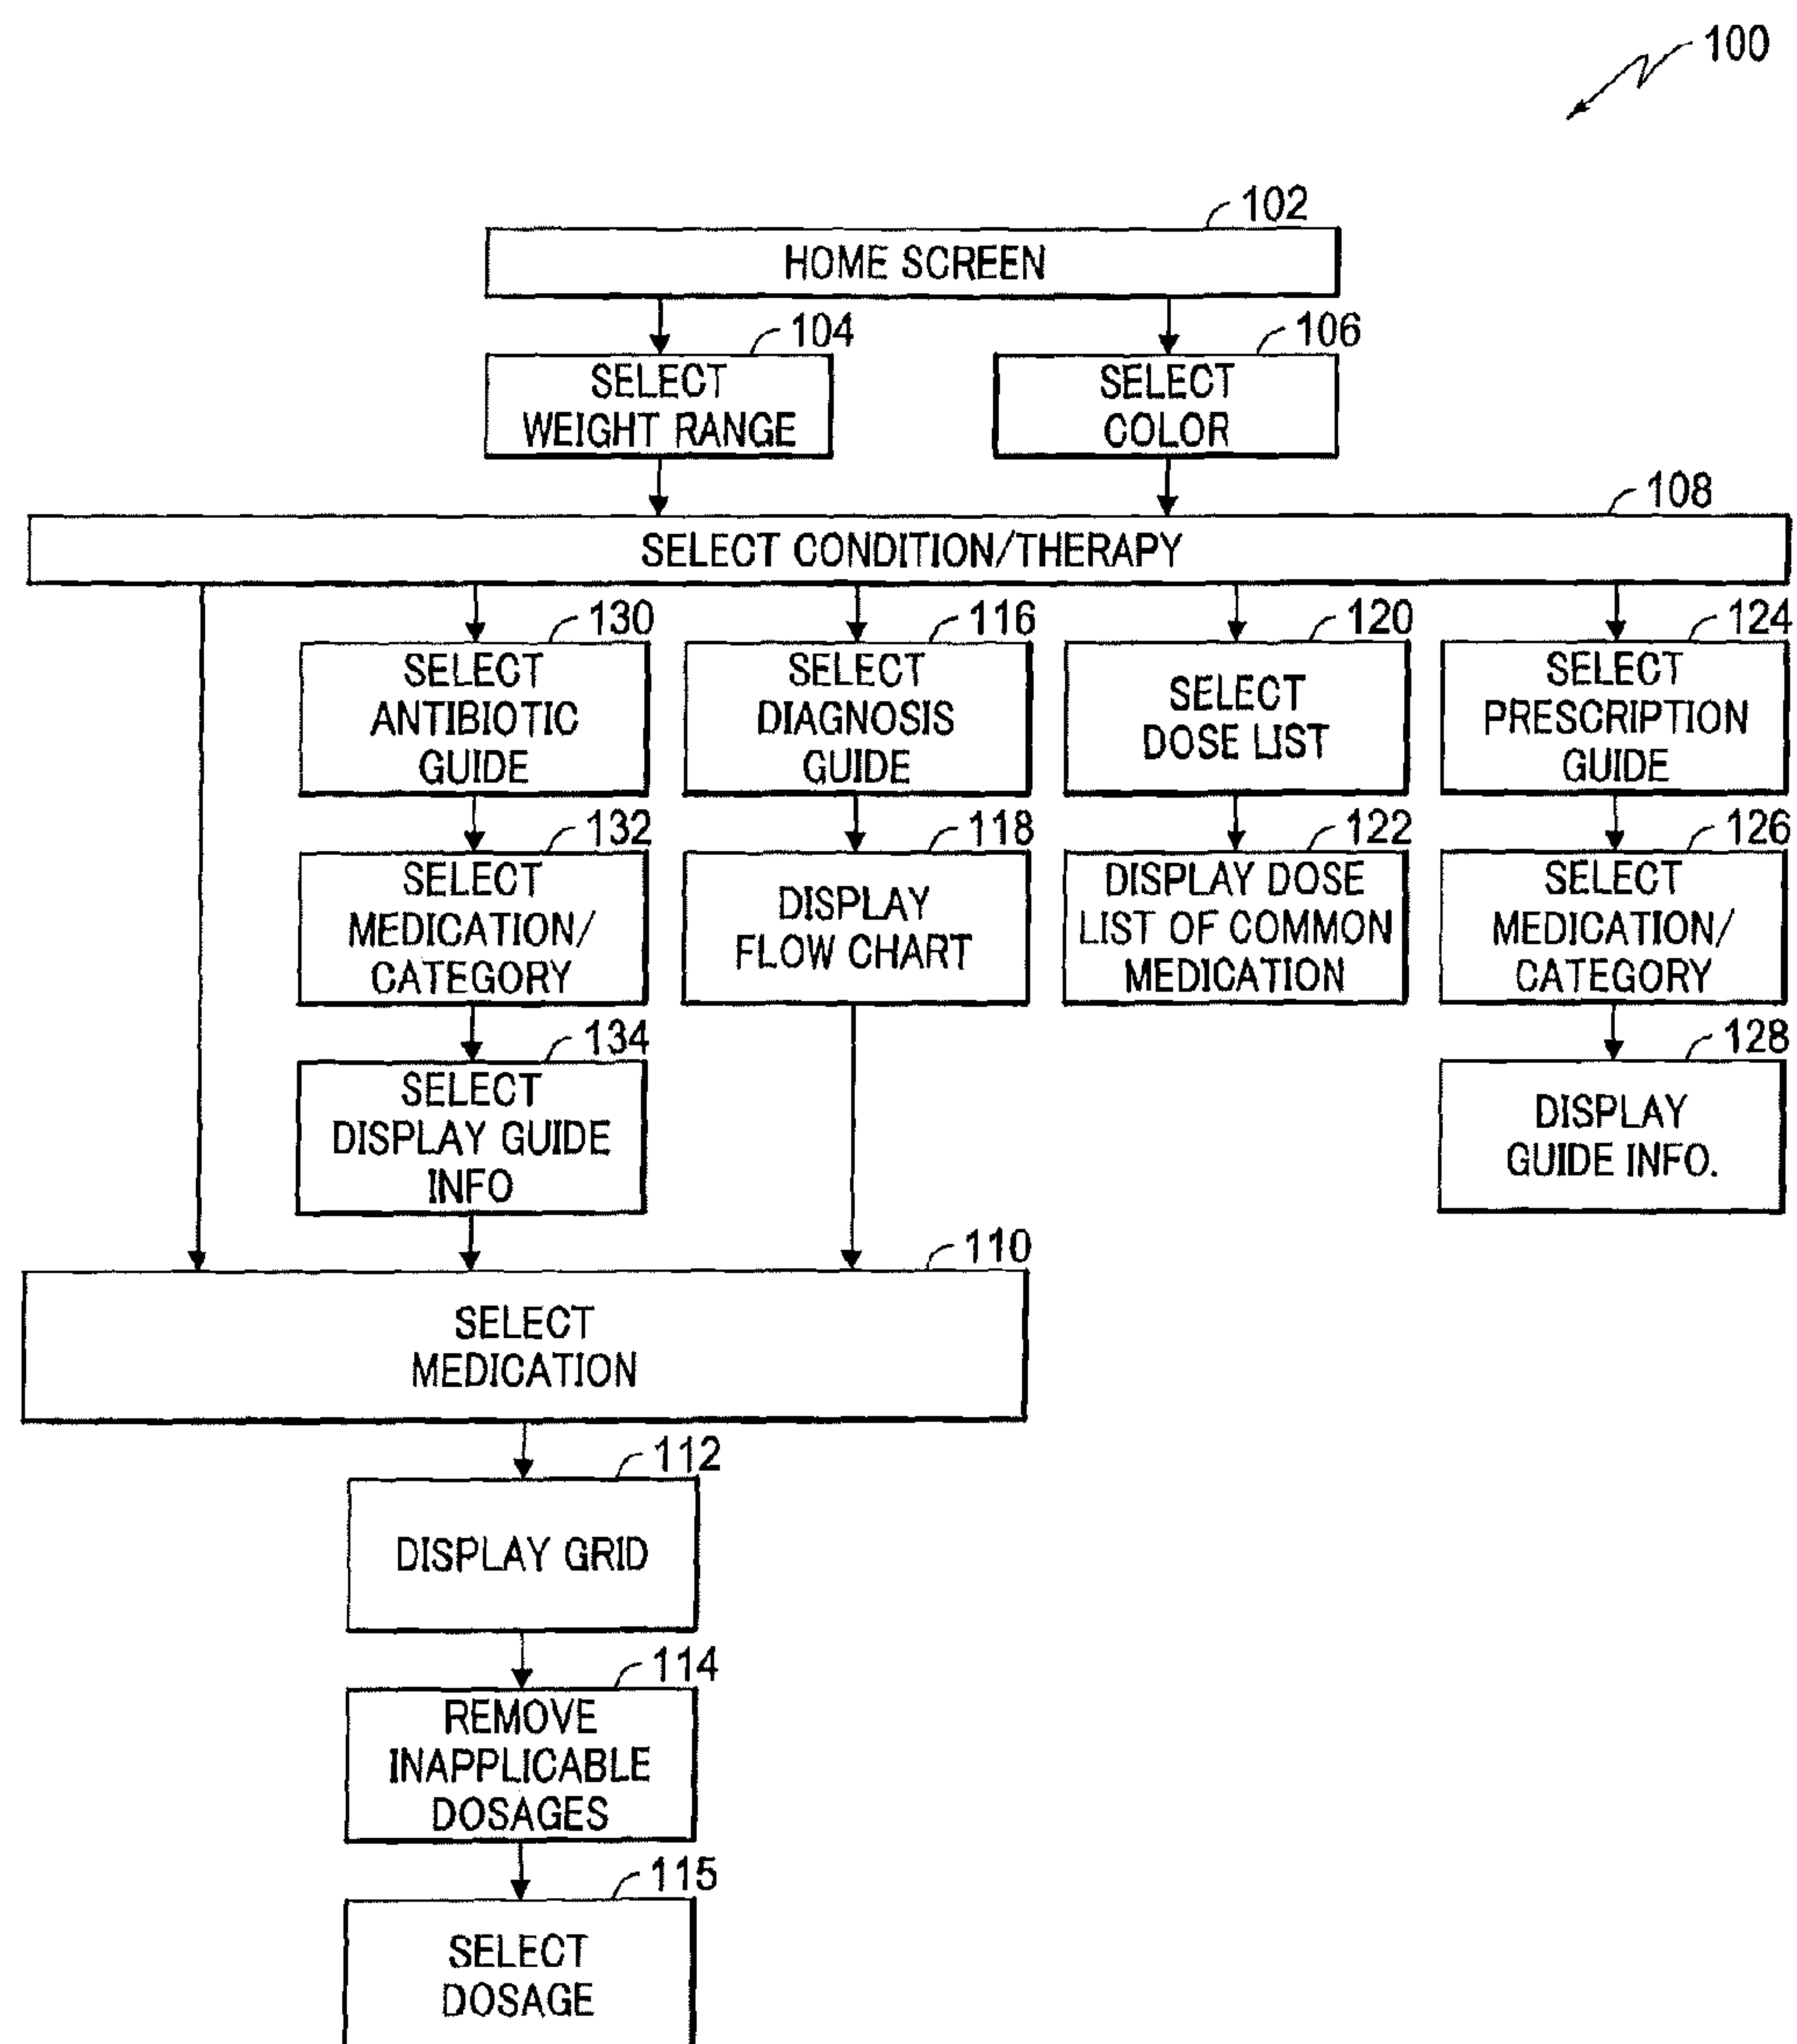 100
102
HOME SCREEN
104
106
SELECT
WEIGHT RANGE
SELECT
COLOR
108
SELECT CONDITION/THERAPY
130
116
120
124
SELECT
ANTIBIOTIC
GUIDE
SELECT
DIAGNOSIS
GUIDE
SELECT
DOSE LIST
SELECT
PRESCRIPTION
GUIDE
132
118
122
126
SELECT
MEDICATION/
CATEGORY
DISPLAY
FLOW CHART
DISPLAY DOSE
LIST OF COMMON
MEDICATION
SELECT
MEDICATION/
CATEGORY
134
128
SELECT
DISPLAY GUIDE
INFO
DISPLAY
GUIDE INFO.
110
SELECT
MEDICATION
112
DISPLAY GRID
114
REMOVE
INAPPLICABLE
DOSAGES
115
SELECT
DOSAGE